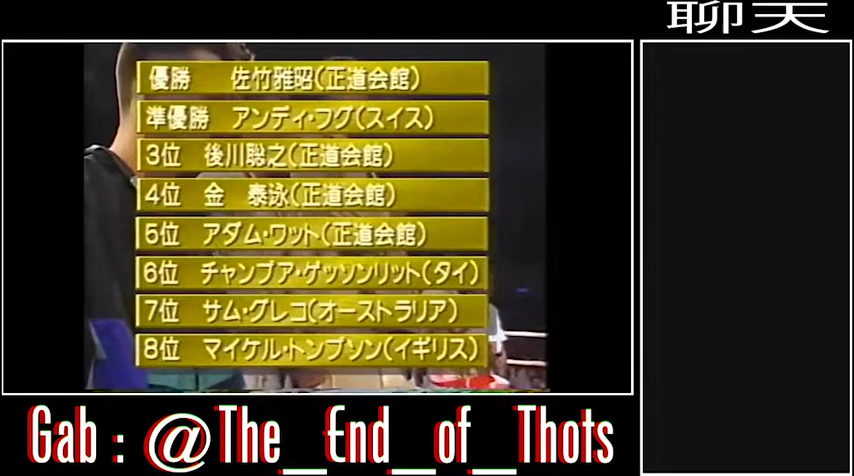 聊天
優勝 佐竹雅昭(正道会館)
準優勝 アンディ・フグ(スイス)
3位 後川聡之(正道会館)
4位 金 泰泳(正道会館)
5位 アダム・ワット(正道会館)
6位 チャンプア・ゲッソンリット(タイ)
7位 サム・グレコ(オーストラリア)
8位 マイケル・トンプソン(イギリス)
Gab : @The_End_of_Thots